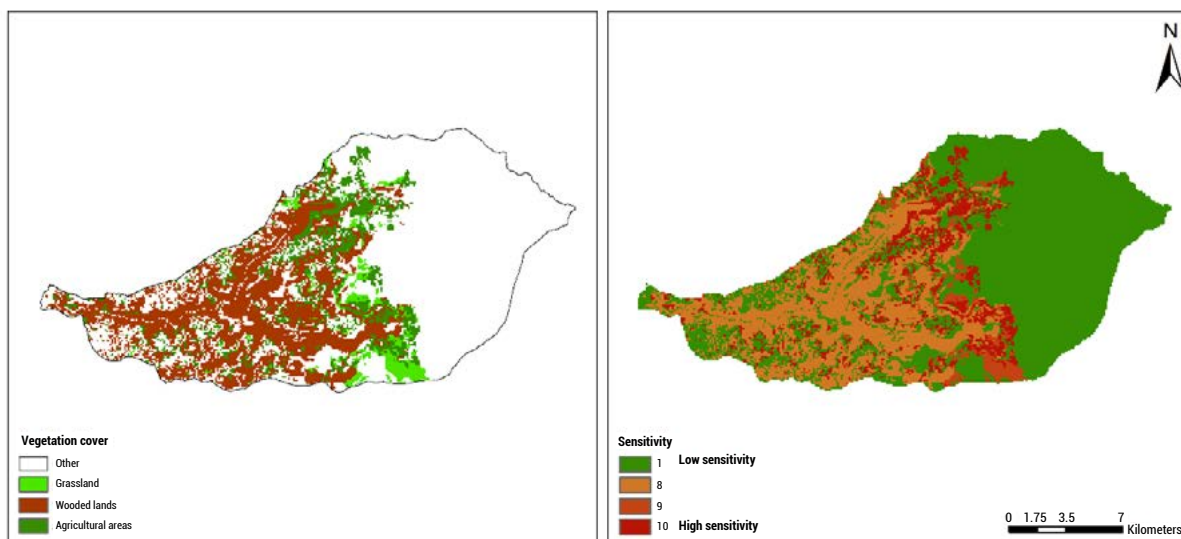 Vegetation cover
Other
Grassland
Wooded lands
Agricultural areas
N
Sensitivity
1 Low sensitivity
8
9
10 High sensitivity
0 1.75 3.5 7
Kilometers